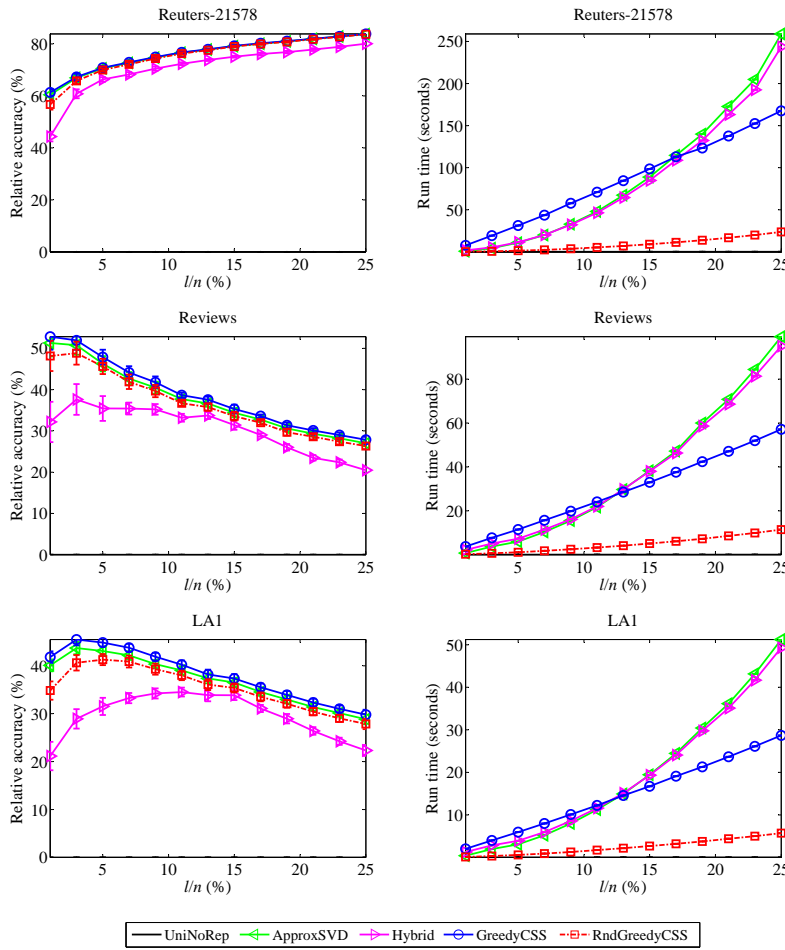 Reuters-21578
Relative accuracy (%)
80
60
40
20
0
5 10 15 20 25
l/n (%)
Reuters-21578
Run time (seconds)
250
200
150
100
50
5 10 15 20 25
l/n (%)
Reviews
Relative accuracy (%)
50
40
30
20
10
0
5 10 15 20 25
l/n (%)
Reviews
Run time (seconds)
80
60
40
20
5 10 15 20 25
l/n (%)
LA1
Relative accuracy (%)
40
30
20
10
0
5 10 15 20 25
l/n (%)
LA1
Run time (seconds)
50
40
30
20
10
5 10 15 20 25
l/n (%)
UniNoRep ApproxSVD Hybrid GreedyCSS RndGreedyCSS